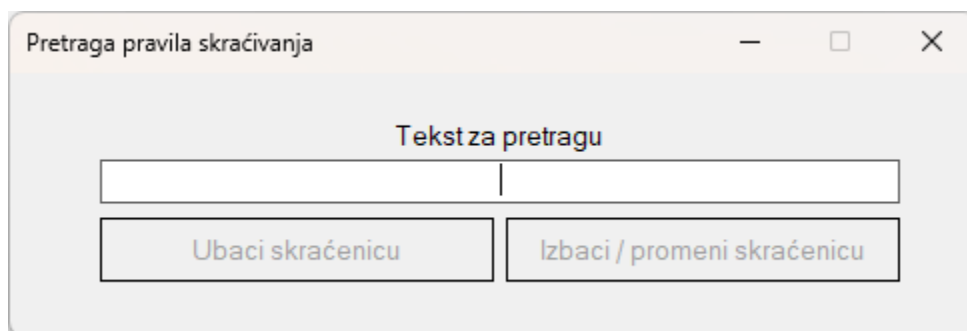 Pretraga pravila skraćivanja
Tekst za pretragu
Ubaci skraćenicu
Izbaci / promeni skraćenicu